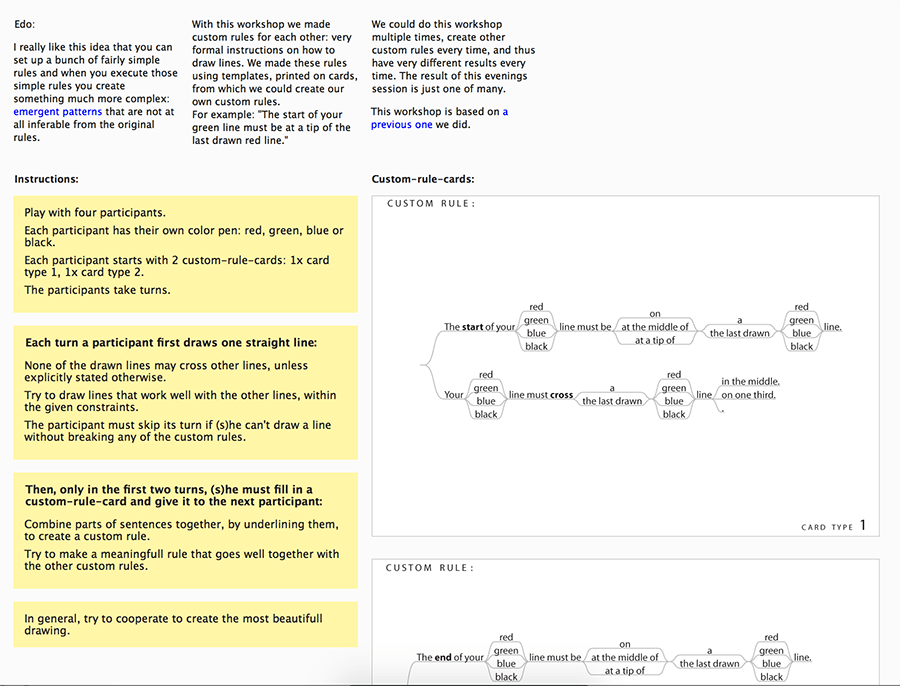 Edo:
I really like this idea that you can
set up a bunch of fairly simple
rules and when you execute those
simple rules you create
something much more complex:
emergent patterns that are not at
all inferable from the original
rules.
With this workshop we made
custom rules for each other: very
formal instructions on how to
draw lines. We made these rules
using templates, printed on cards,
from which we could create our
own custom rules.
For example: "The start of your
green line must be at a tip of the
last drawn red line."
We could do this workshop
multiple times, create other
custom rules every time, and thus
have very different results every
time. The result of this evenings
session is just one of many.
This workshop is based on a
previous one we did.
Instructions:
Play with four participants.
Each participant has their own color pen: red, green, blue or
black.
Each participant starts with 2 custom-rule-cards: 1x card
type 1, 1x card type 2.
The participants take turns.
Each turn a participant first draws one straight line:
None of the drawn lines may cross other lines, unless
explicitly stated otherwise.
Try to draw lines that work well with the other lines, within
the given constraints.
The participant must skip its turn if (s)he can't draw a line
without breaking any of the custom rules.
Then, only in the first two turns, (s)he must fill in a
custom-rule-card and give it to the next participant:
Combine parts of sentences together, by underlining them,
to create a custom rule.
Try to make a meaningfull rule that goes well together with
the other custom rules.
In general, try to cooperate to create the most beautifull
drawing.
Custom-rule-cards:
CUSTOM RULE:
The start of your
red
green
blue
black
line must be
on
at the middle of
at a tip of
a
the last drawn
red
green
blue
black
line.
Your
red
green
blue
black
line must cross
a
the last drawn
red
green
blue
black
line
in the middle.
on one third.
.
CARD TYPE 1
CUSTOM RULE:
The end of your
red
green
blue
black
line must be
on
at the middle of
at a tip of
a
the last drawn
red
green
blue
black
line.